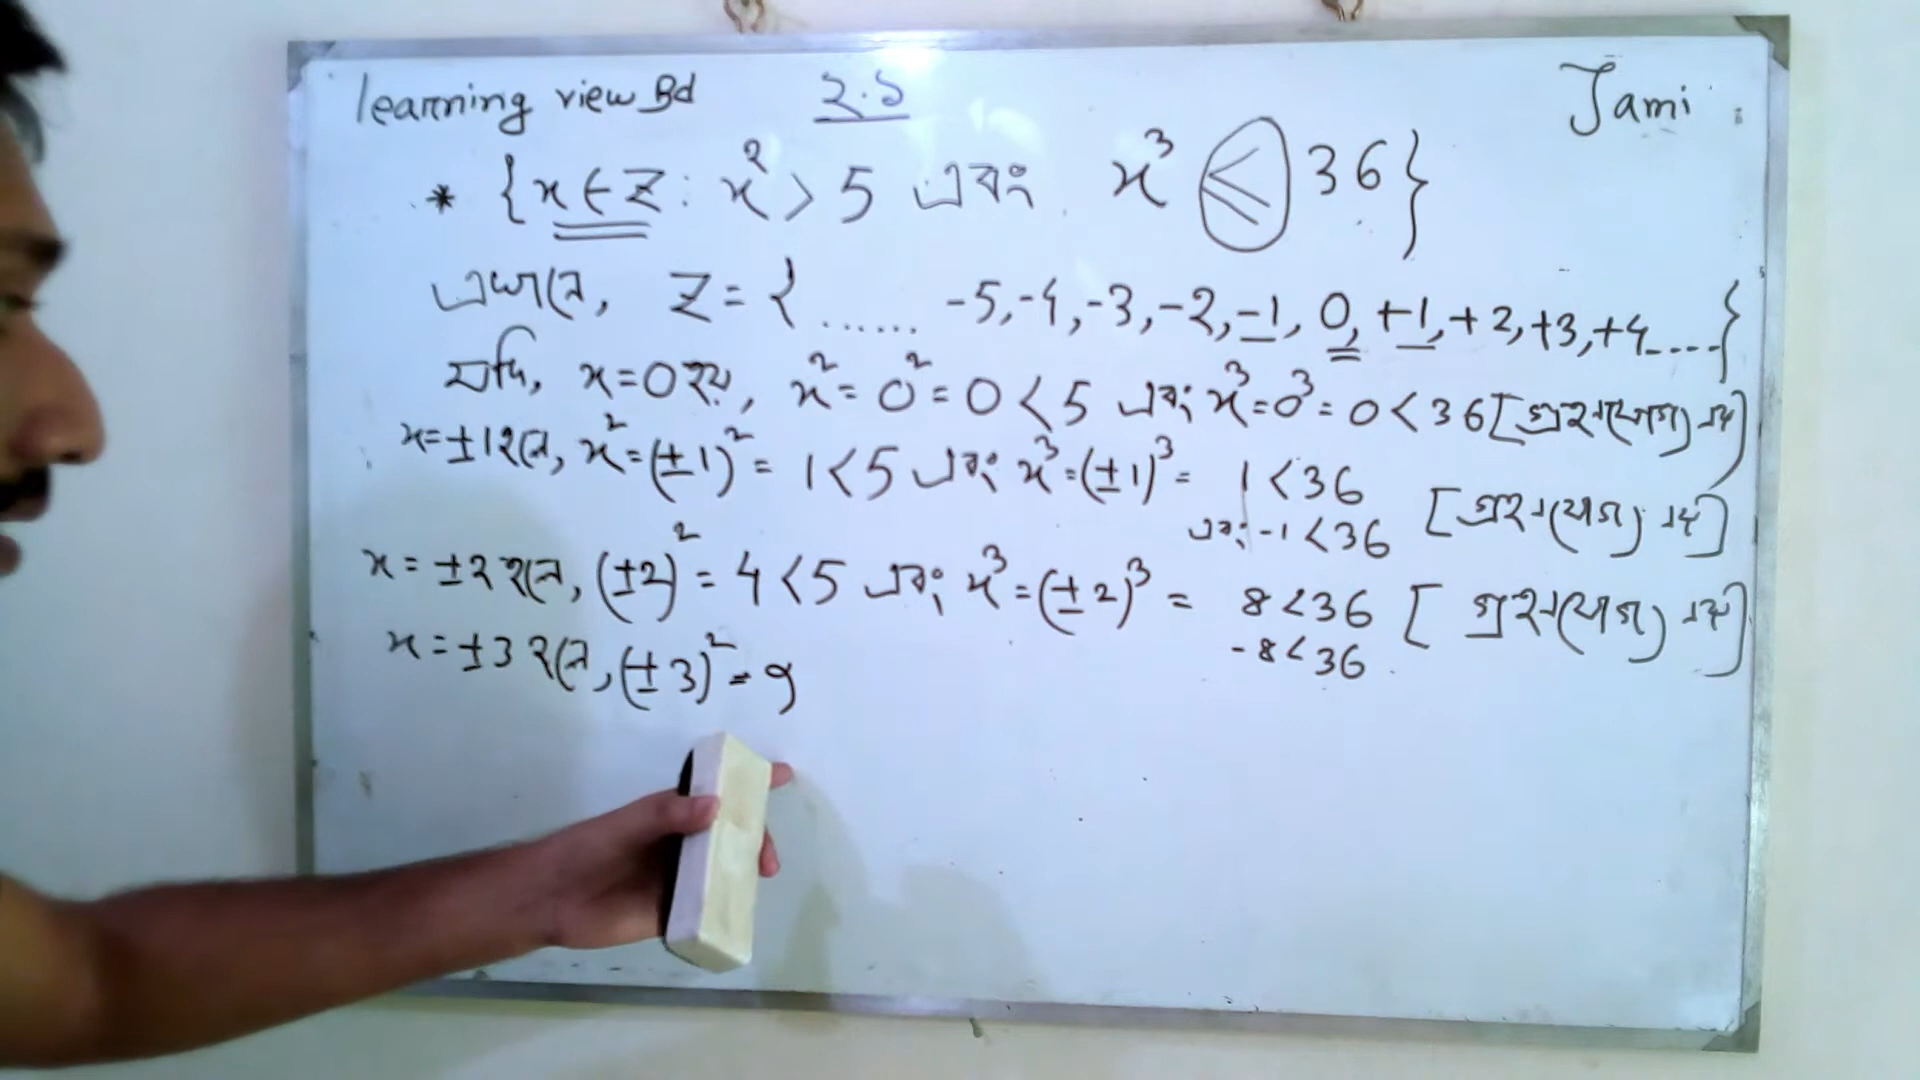 learning view Bd ২.১ Jami
* {x ∈ Z : x² > 5 এবং x³ ≤ 36}
এখানে, Z = { ...... -5, -4, -3, -2, -1, 0, +1, +2, +3, +4 .....}
যদি, x = 0 হয়, x² = 0² = 0 < 5 এবং x³ = 0³ = 0 < 36 [গ্রহণযোগ্য নয়]
x = ±1 হলে, x² = (±1)² = 1 < 5 এবং x³ = (±1)³ = 1 < 36
এবং -1 < 36 [গ্রহণযোগ্য নয়]
x = ±2 হলে, (±2)² = 4 < 5 এবং x³ = (±2)³ = 8 < 36 [গ্রহণযোগ্য নয়]
-8 < 36
x = ±3 হলে, (±3)² = 9